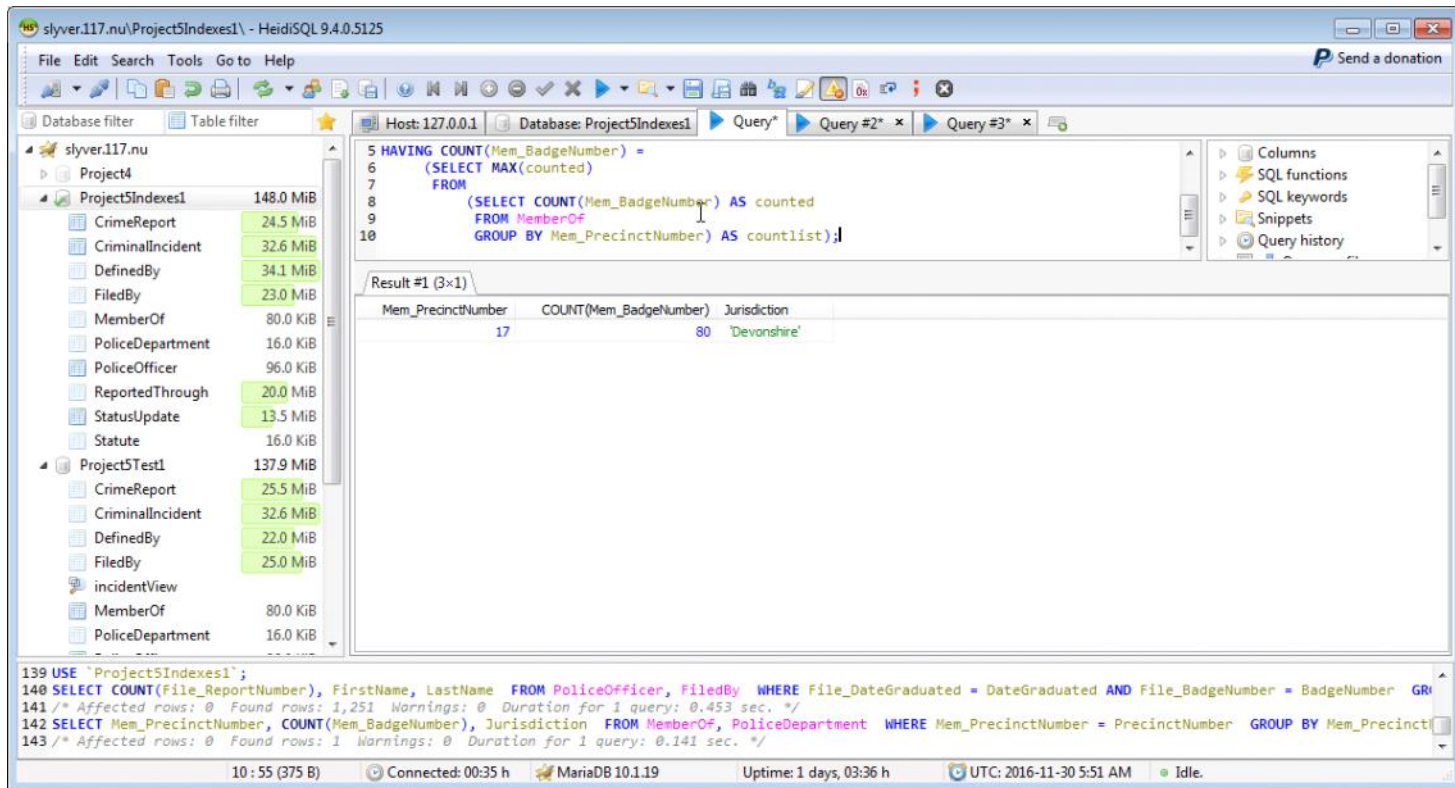 slyver.117.nu\Project5Indexes1\ - HeidiSQL 9.4.0.5125
File Edit Search Tools Go to Help
Send a donation
Database filter
Table filter
Host: 127.0.0.1
Database: Project5Indexes1
Query*
Query #2*
Query #3*
slyver.117.nu
Project4
Project5Indexes1 148.0 MiB
CrimeReport 24.5 MiB
CriminalIncident 32.6 MiB
DefinedBy 34.1 MiB
FiledBy 23.0 MiB
MemberOf 80.0 KiB
PoliceDepartment 16.0 KiB
PoliceOfficer 96.0 KiB
ReportedThrough 20.0 MiB
StatusUpdate 13.5 MiB
Statute 16.0 KiB
Project5Test1 137.9 MiB
CrimeReport 25.5 MiB
CriminalIncident 32.6 MiB
DefinedBy 22.0 MiB
FiledBy 25.0 MiB
incidentView
MemberOf 80.0 KiB
PoliceDepartment 16.0 KiB
5 HAVING COUNT(Mem_BadgeNumber) =
6 (SELECT MAX(counted)
7 FROM
8 (SELECT COUNT(Mem_BadgeNumber) AS counted
9 FROM MemberOf
10 GROUP BY Mem_PrecinctNumber) AS countlist);
Columns
SQL functions
SQL keywords
Snippets
Query history
Result #1 (3×1)
Mem_PrecinctNumber COUNT(Mem_BadgeNumber) Jurisdiction
17 80 'Devonshire'
139 USE `Project5Indexes1`;
140 SELECT COUNT(File_ReportNumber), FirstName, LastName FROM PoliceOfficer, FiledBy WHERE File_DateGraduated = DateGraduated AND File_BadgeNumber = BadgeNumber
141 /* Affected rows: 0 Found rows: 1,251 Warnings: 0 Duration for 1 query: 0.453 sec. */
142 SELECT Mem_PrecinctNumber, COUNT(Mem_BadgeNumber), Jurisdiction FROM MemberOf, PoliceDepartment WHERE Mem_PrecinctNumber = PrecinctNumber GROUP BY
143 /* Affected rows: 0 Found rows: 1 Warnings: 0 Duration for 1 query: 0.141 sec. */
10 : 55 (375 B)
Connected: 00:35 h
MariaDB 10.1.19
Uptime: 1 days, 03:36 h
UTC: 2016-11-30 5:51 AM
Idle.